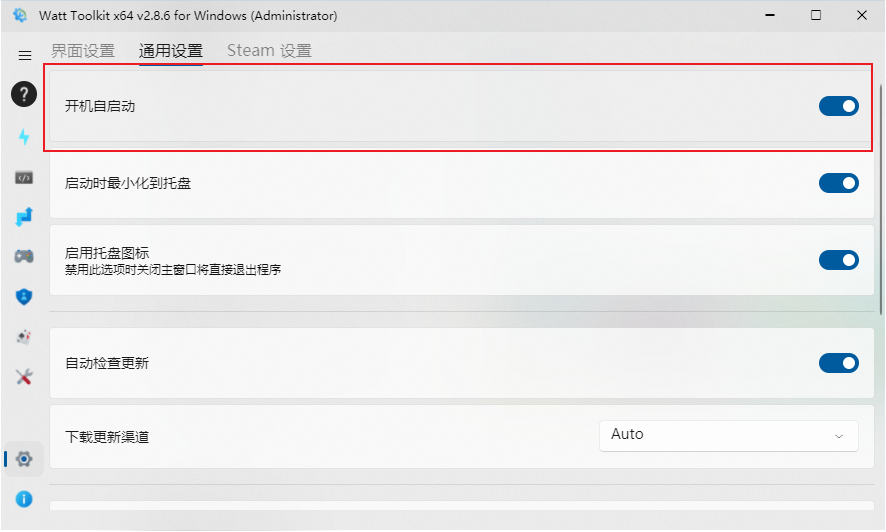 Watt Toolkit x64 v2.8.6 for Windows (Administrator)
界面设置 通用设置 Steam 设置
开机自启动
启动时最小化到托盘
启用托盘图标
禁用此选项时关闭主窗口将直接退出程序
自动检查更新
下载更新渠道
Auto